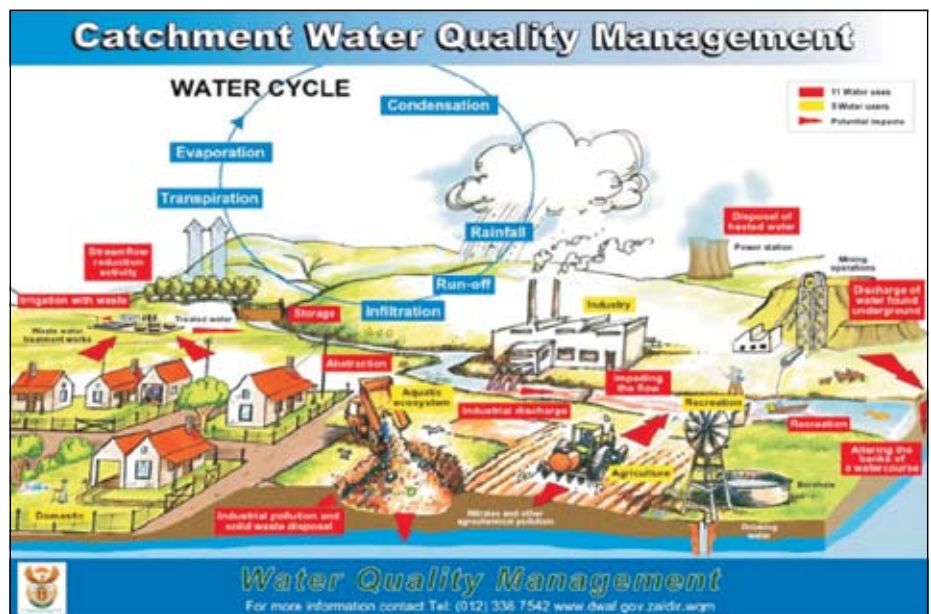 Catchment Water Quality Management
WATER CYCLE
Condensation
Evaporation
Transpiration
Rainfall
Run-off
Infiltration
11 Water uses
5 Water users
Potential impacts
Disposal of
heated water
Power station
Mining
operations
Discharge of
water found
underground
Streamflow
reduction
activity
Irrigation with waste
Treated water
Waste water
treatment works
Storage
Industry
Abstraction
Aquatic
ecosystem
Industrial discharge
Impeding
the flow
Recreation
Recreation
Altering the
banks of
a watercourse
Agriculture
Borehole
Domestic
Industrial pollution and
solid waste disposal
Nitrates and other
agrochemical pollution
Drinking
water
Water Quality Management
For more information contact Tel: (012) 336 7542 www.dwaf.gov.za/dir.wqm